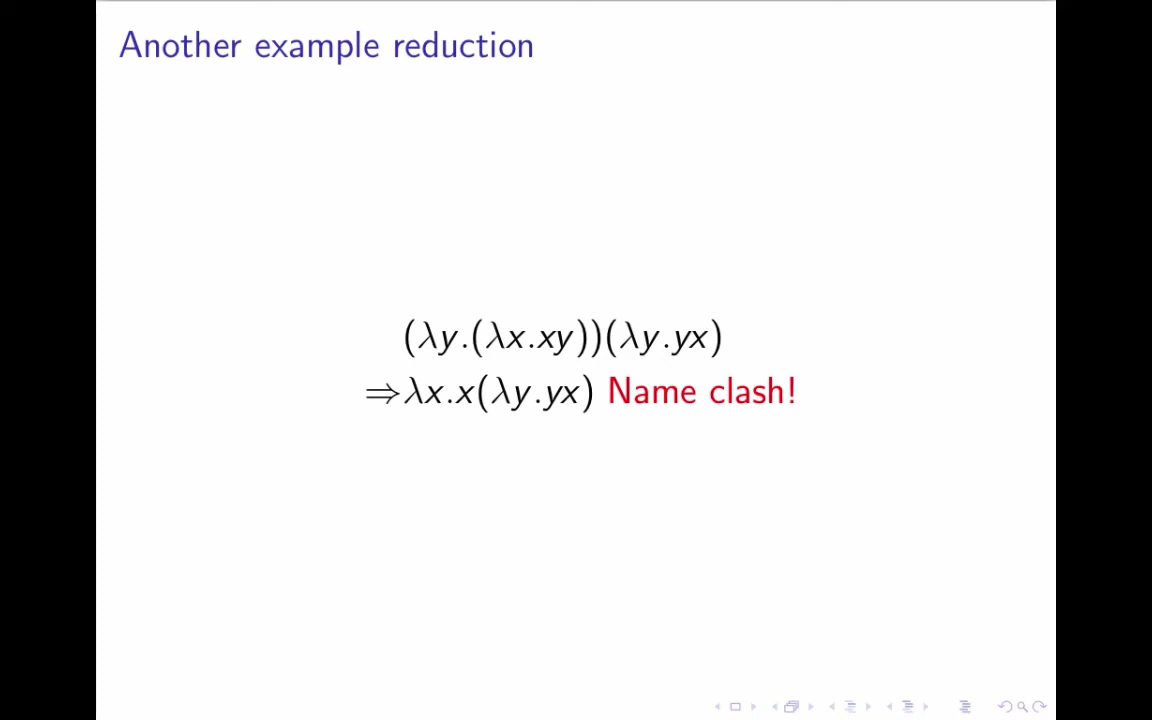 Another example reduction
(λy.(λx.xy))(λy.yx)
⇒λx.x(λy.yx) Name clash!